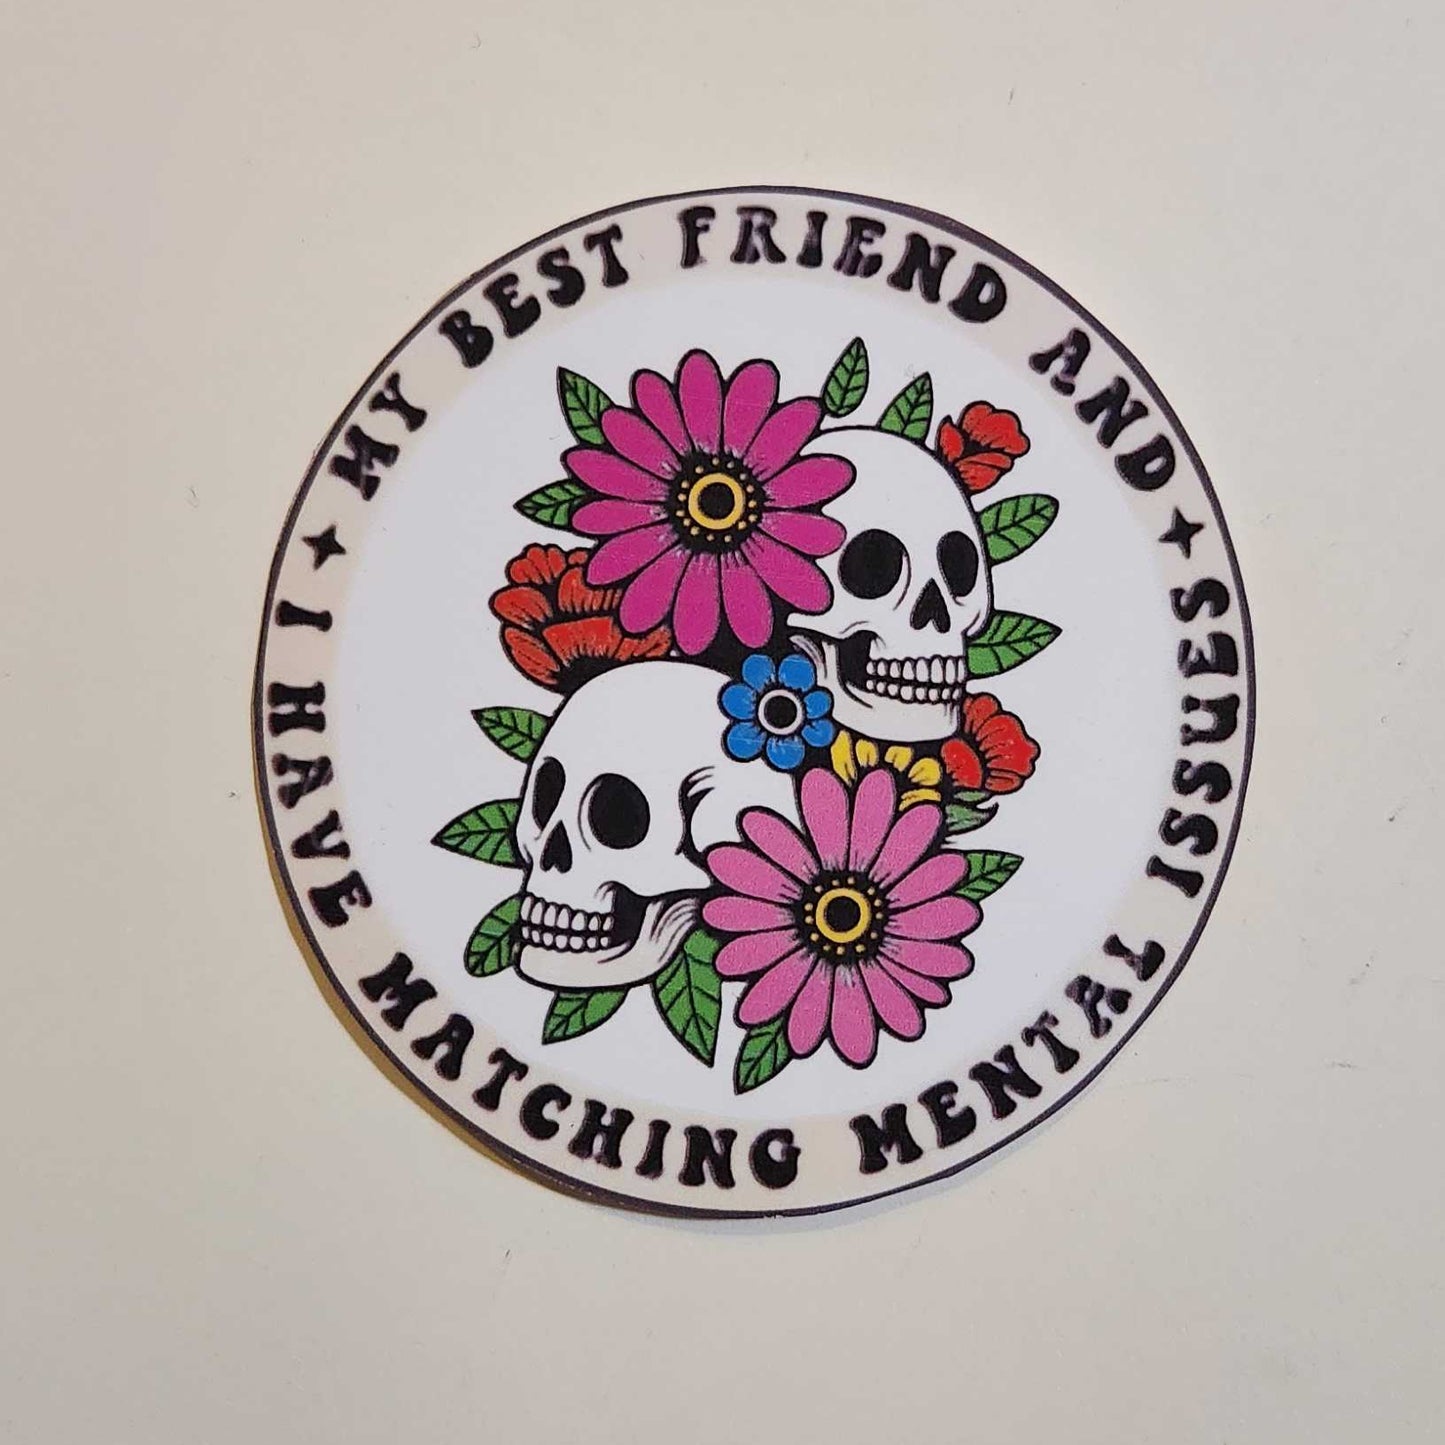 MY BEST FRIEND AND
I HAVE MATCHING MENTAL ISSUES